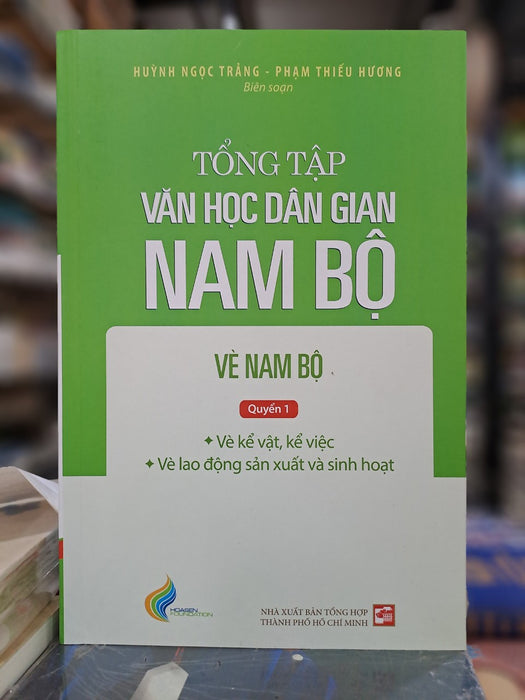 HUỲNH NGỌC TRẢNG - PHẠM THIẾU HƯƠNG
Biên soạn
TỔNG TẬP
VĂN HỌC DÂN GIAN
NAM BỘ
VÈ NAM BỘ
Quyển 1
Vè kể vật, kể việc
Vè lao động sản xuất và sinh hoạt
HOASEN
FOUNDATION
NHÀ XUẤT BẢN TỔNG HỢP
THÀNH PHỐ HỒ CHÍ MINH